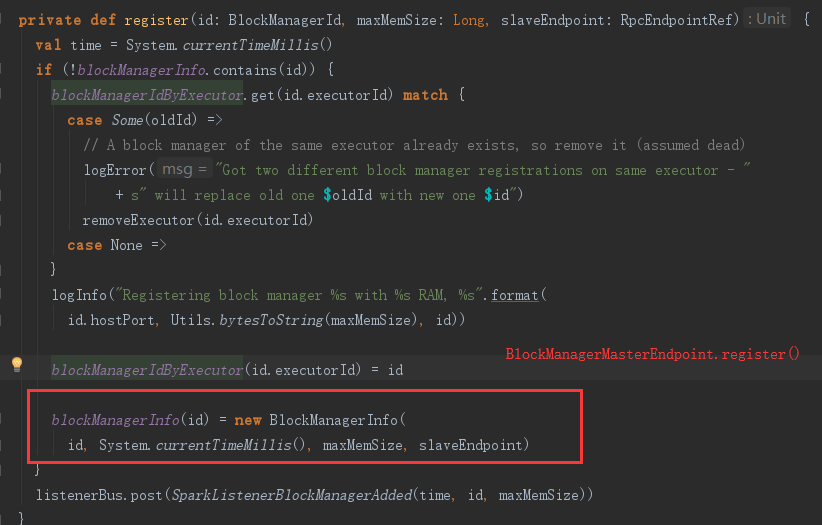 private def register(id: BlockManagerId, maxMemSize: Long, slaveEndpoint: RpcEndpointRef) : Unit {
val time = System.currentTimeMillis()
if (!blockManagerInfo.contains(id)) {
blockManagerIdByExecutor.get(id.executorId) match {
case Some(oldId) =>
// A block manager of the same executor already exists, so remove it (assumed dead)
logError( msg = "Got two different block manager registrations on same executor - "
+ s" will replace old one $oldId with new one $id")
removeExecutor(id.executorId)
case None =>
}
logInfo("Registering block manager %s with %s RAM, %s".format(
id.hostPort, Utils.bytesToString(maxMemSize), id))
BlockManagerMasterEndpoint.register()
blockManagerIdByExecutor(id.executorId) = id
blockManagerInfo(id) = new BlockManagerInfo(
id, System.currentTimeMillis(), maxMemSize, slaveEndpoint)
}
listenerBus.post(SparkListenerBlockManagerAdded(time, id, maxMemSize))
}